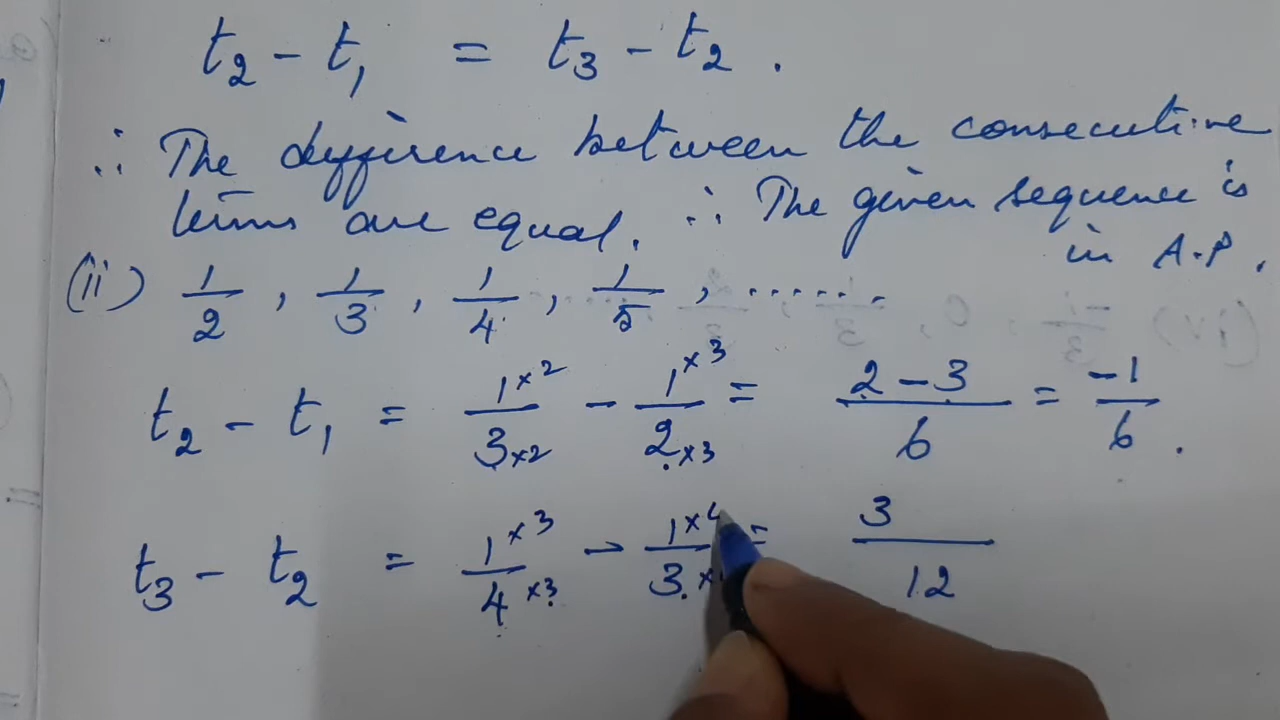 t₂ - t₁ = t₃ - t₂ .
∴ The difference between the consecutive
terms are equal. ∴ The given sequence is
in A.P.
(ii) 1/2 , 1/3 , 1/4 , 1/5 , ......
t₂ - t₁ = 1×2/3×2 - 1×3/2×3 = 2-3/6 = -1/6 .
t₃ - t₂ = 1×3/4×3 - 1×4/3× = 3/12